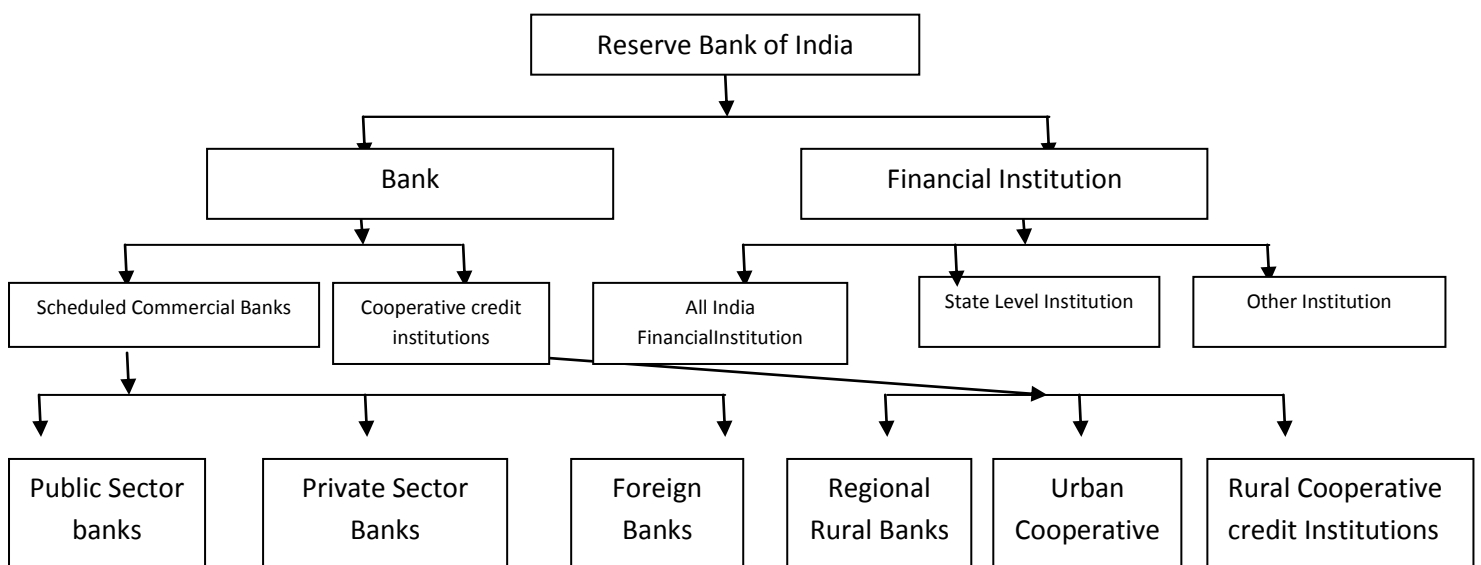 Reserve Bank of India
Bank
Financial Institution
Scheduled Commercial Banks
Cooperative credit
institutions
All India
FinancialInstitution
State Level Institution
Other Institution
Public Sector
banks
Private Sector
Banks
Foreign
Banks
Regional
Rural Banks
Urban
Cooperative
Rural Cooperative
credit Institutions